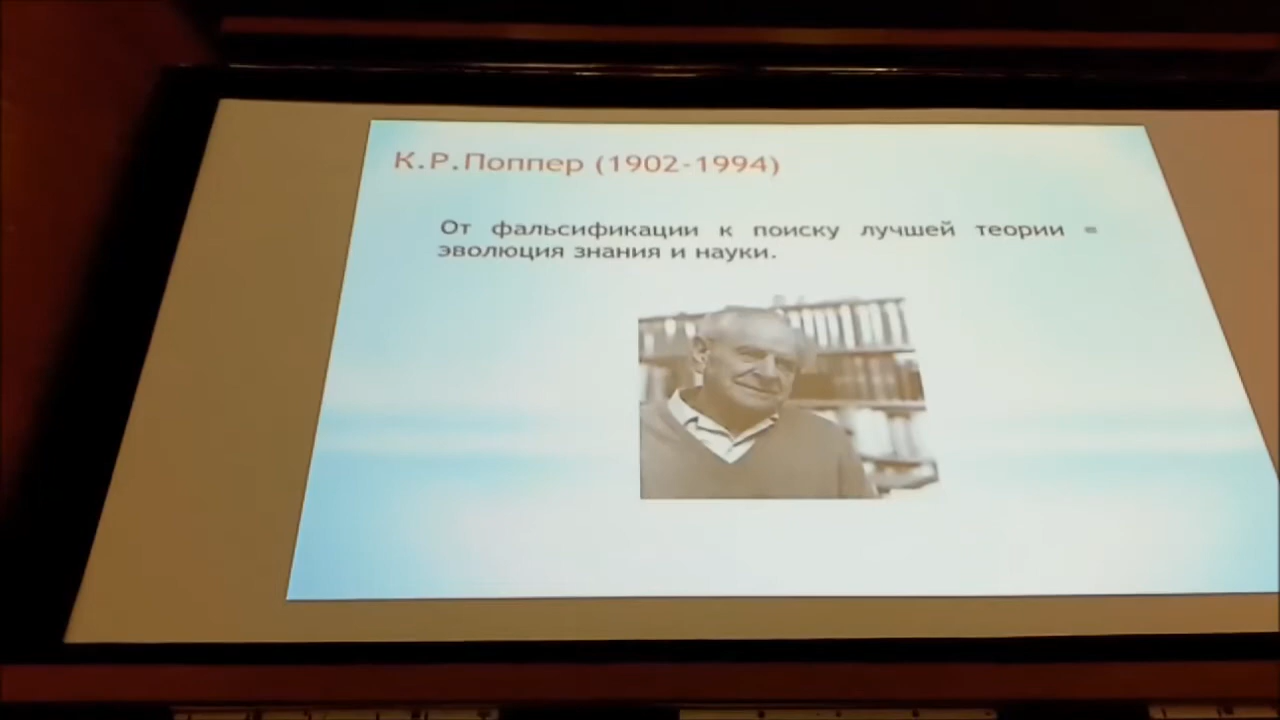 К.Р.Поппер (1902-1994)
От фальсификации к поиску лучшей теории =
эволюция знания и науки.